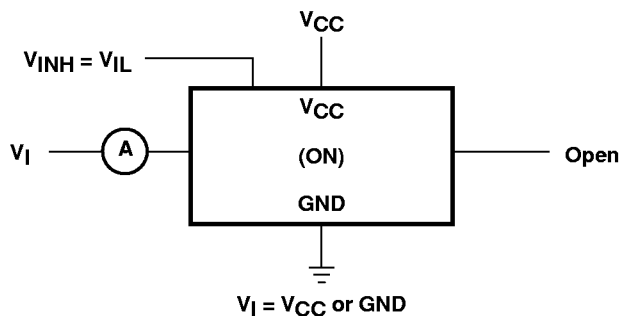 VCC
VINH = VIL
VCC
VI
A
(ON)
Open
GND
VI = VCC or GND